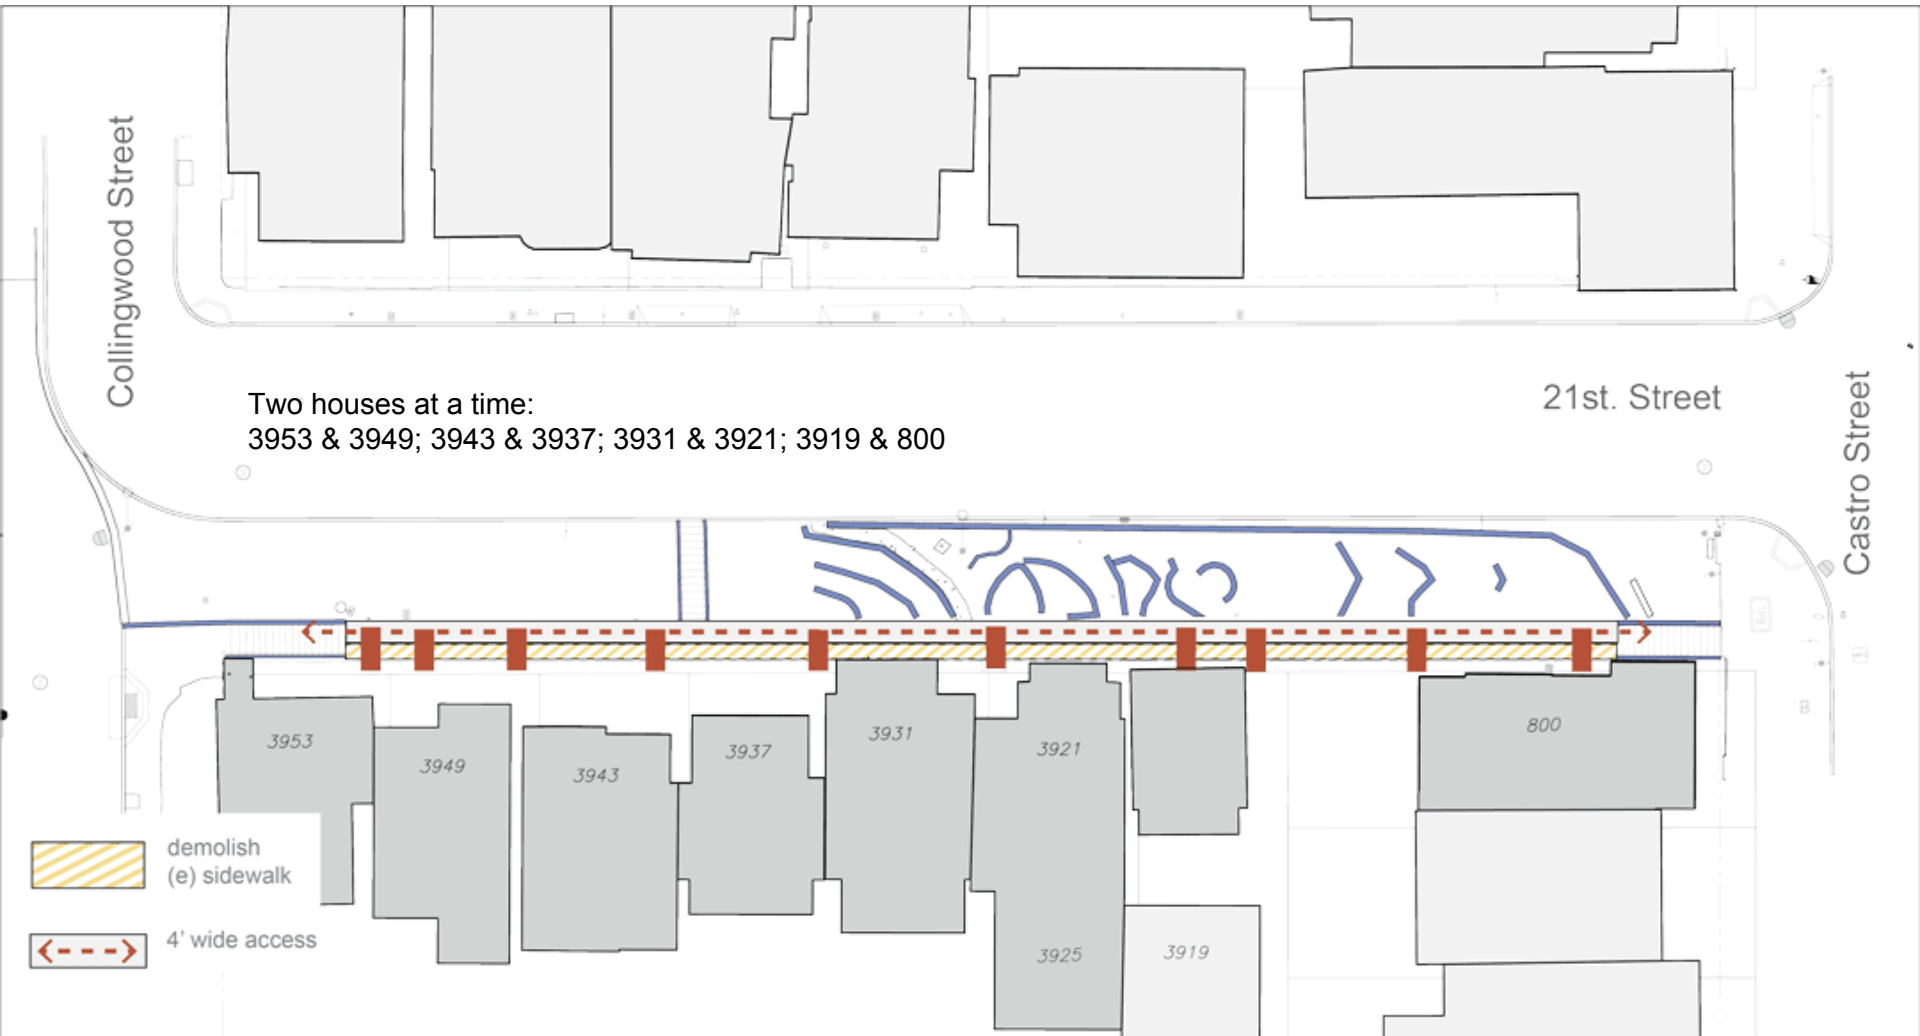 Collingwood Street
Two houses at a time:
3953 & 3949; 3943 & 3937; 3931 & 3921; 3919 & 800
21st. Street
Castro Street
3953
3949
3943
3937
3931
3921
800
3925
3919
demolish
(e) sidewalk
4' wide access